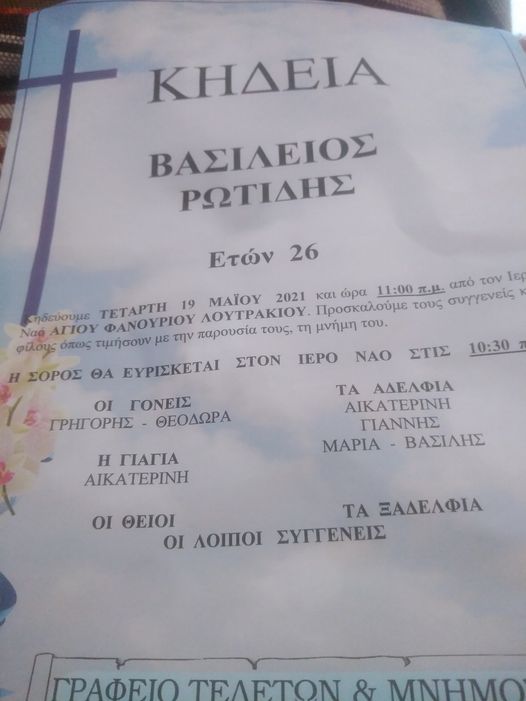 ΚΗΔΕΙΑ
ΒΑΣΙΛΕΙΟΣ
ΡΩΤΙΔΗΣ
Ετών 26
Κηδεύουμε ΤΕΤΑΡΤΗ 19 ΜΑΪΟΥ 2021 και ώρα 11:00 π.μ. από τον Ιερ
Ναό ΑΓΙΟΥ ΦΑΝΟΥΡΙΟΥ ΛΟΥΤΡΑΚΙΟΥ. Προσκαλούμε τους συγγενείς κ
φίλους όπως τιμήσουν με την παρουσία τους, τη μνήμη του.
Η ΣΟΡΟΣ ΘΑ ΕΥΡΙΣΚΕΤΑΙ ΣΤΟΝ ΙΕΡΟ ΝΑΟ ΣΤΙΣ 10:30 π
ΟΙ ΓΟΝΕΙΣ
ΓΡΗΓΟΡΗΣ - ΘΕΟΔΩΡΑ
Η ΓΙΑΓΙΑ
ΑΙΚΑΤΕΡΙΝΗ
ΤΑ ΑΔΕΛΦΙΑ
ΑΙΚΑΤΕΡΙΝΗ
ΓΙΑΝΝΗΣ
ΜΑΡΙΑ - ΒΑΣΙΛΗΣ
ΟΙ ΘΕΙΟΙ ΤΑ ΞΑΔΕΛΦΙΑ
ΟΙ ΛΟΙΠΟΙ ΣΥΓΓΕΝΕΙΣ
ΓΡΑΦΕΙΟ ΤΕΛΕΤΩΝ & ΜΝΗΜΟ